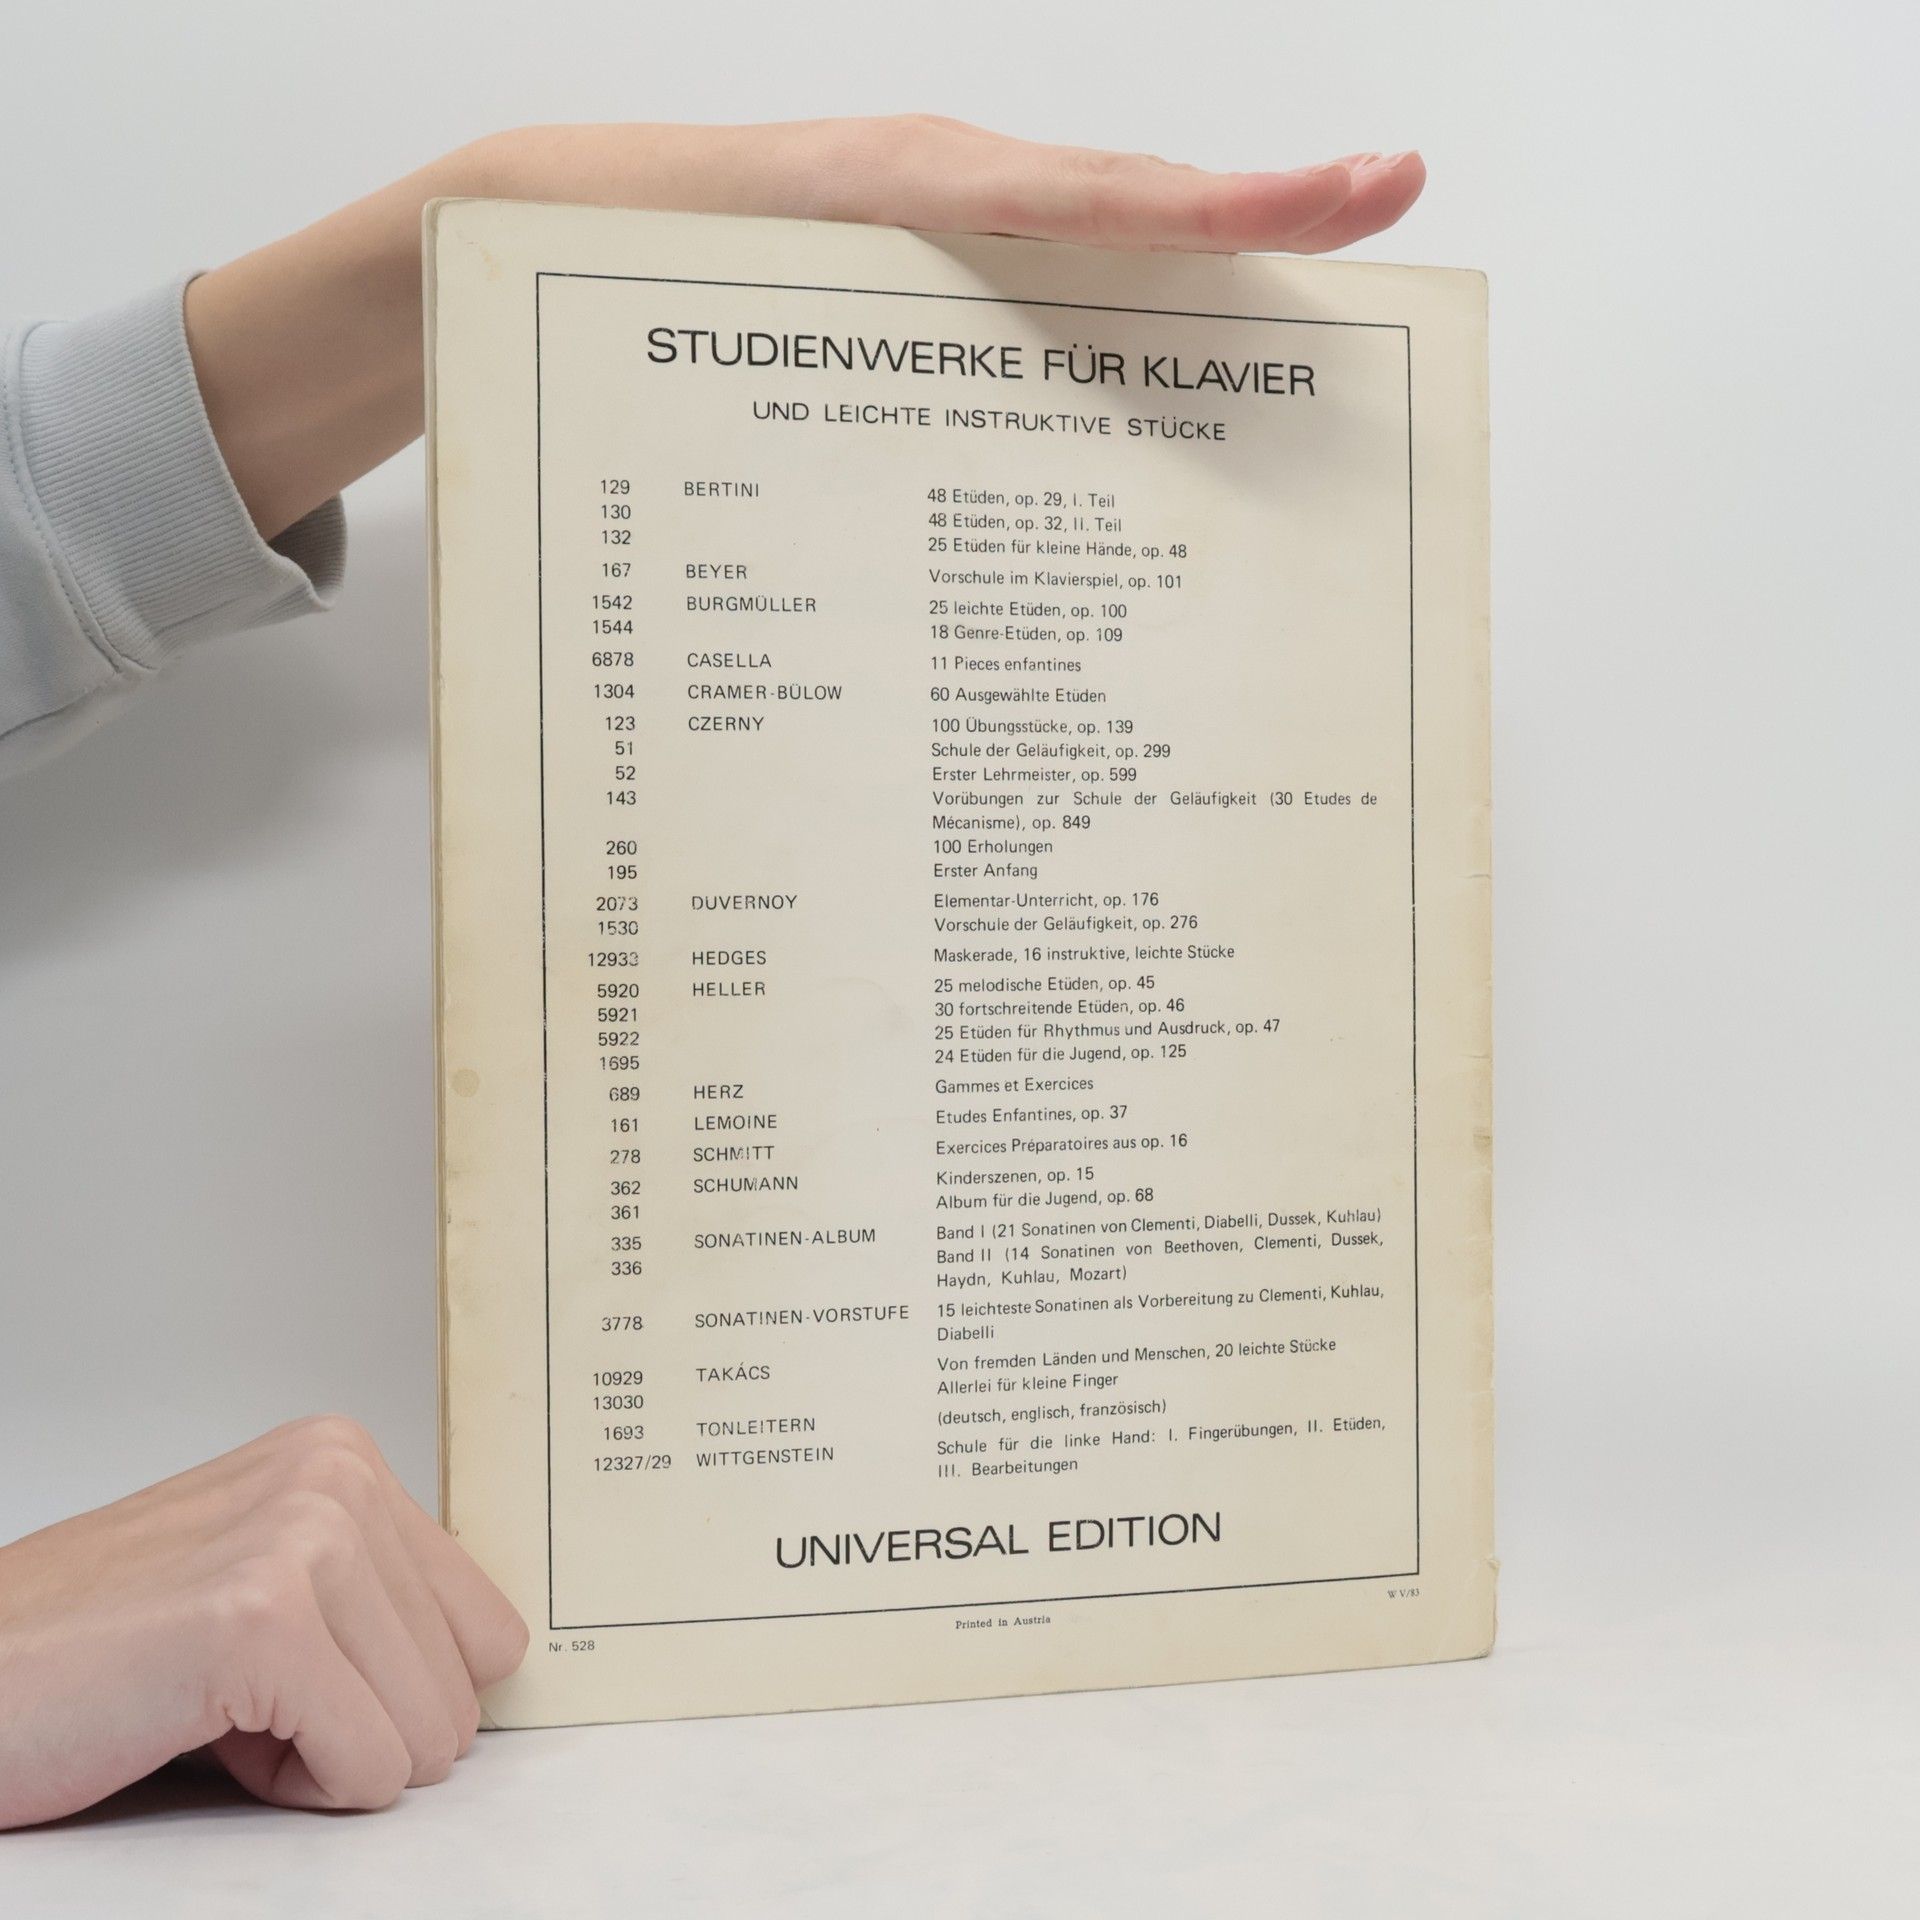 STUDIENWERKE FÜR KLAVIER
UND LEICHTE INSTRUKTIVE STÜCKE
129 BERTINI 48 Etüden, op. 29, I. Teil
130 48 Etüden, op. 32, II. Teil
132 25 Etüden für kleine Hände, op. 48
167 BEYER Vorschule im Klavierspiel, op. 101
1542 BURGMÜLLER 25 leichte Etüden, op. 100
1544 18 Genre-Etüden, op. 109
6878 CASELLA 11 Pieces enfantines
1304 CRAMER-BÜLOW 60 Ausgewählte Etüden
123 CZERNY 100 Übungsstücke, op. 139
51 Schule der Geläufigkeit, op. 299
52 Erster Lehrmeister, op. 599
143 Vorübungen zur Schule der Geläufigkeit (30 Etudes de
Mécanisme), op. 849
260 100 Erholungen
195 Erster Anfang
2073 DUVERNOY Elementar-Unterricht, op. 176
1530 Vorschule der Geläufigkeit, op. 276
12933 HEDGES Maskerade, 16 instruktive, leichte Stücke
5920 HELLER 25 melodische Etüden, op. 45
5921 30 fortschreitende Etüden, op. 46
5922 25 Etüden für Rhythmus und Ausdruck, op. 47
1695 24 Etüden für die Jugend, op. 125
689 HERZ Gammes et Exercices
161 LEMOINE Etudes Enfantines, op. 37
278 SCHMITT Exercices Préparatoires aus op. 16
362 SCHUMANN Kinderszenen, op. 15
361 Album für die Jugend, op. 68
335 SONATINEN-ALBUM Band I (21 Sonatinen von Clementi, Diabelli, Dussek, Kuhlau)
336 Band II (14 Sonatinen von Beethoven, Clementi, Dussek,
Haydn, Kuhlau, Mozart)
3778 SONATINEN-VORSTUFE 15 leichteste Sonatinen als Vorbereitung zu Clementi, Kuhlau,
Diabelli
10929 TAKÁCS Von fremden Länden und Menschen, 20 leichte Stücke
13030 Allerlei für kleine Finger
1693 TONLEITERN (deutsch, englisch, französisch)
12327/29 WITTGENSTEIN Schule für die linke Hand: I. Fingerübungen, II. Etüden,
III. Bearbeitungen
UNIVERSAL EDITION
W V/83
Printed in Austria
Nr. 528